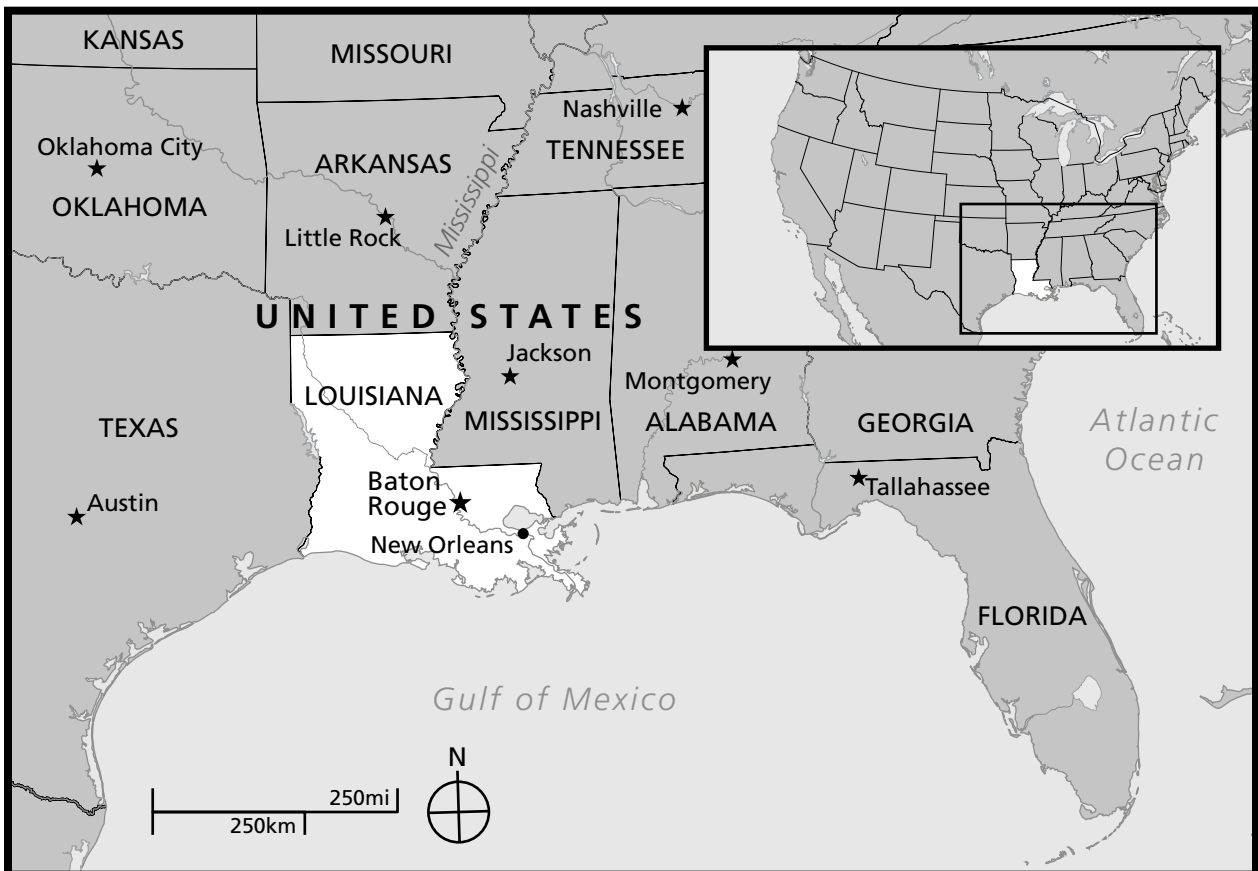 KANSAS
MISSOURI
Nashville
TENNESSEE
Oklahoma City
OKLAHOMA
ARKANSAS
Little Rock
Mississippi
UNITED STATES
Jackson
MISSISSIPPI
LOUISIANA
Montgomery
ALABAMA
GEORGIA
Atlantic
Ocean
TEXAS
Austin
Baton
Rouge
New Orleans
Tallahassee
FLORIDA
Gulf of Mexico
N
250mi
250km